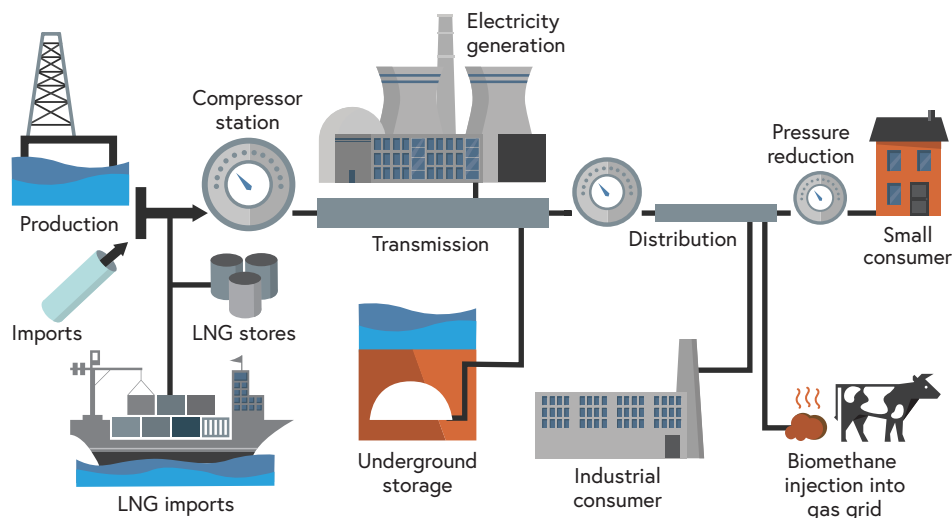 Electricity
generation
Compressor
station
Pressure
reduction
Production
Transmission
Distribution
Small
consumer
Imports
LNG stores
Underground
storage
Industrial
consumer
Biomethane
injection into
gas grid
LNG imports